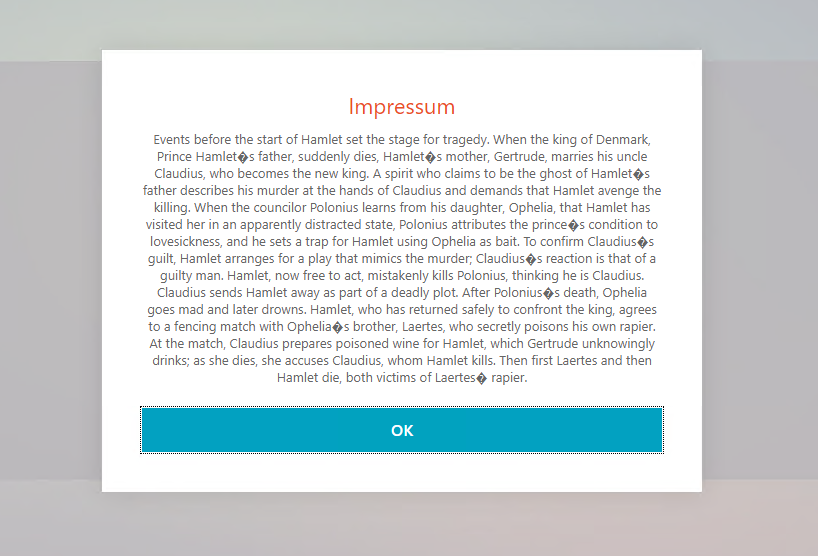 Impressum
Events before the start of Hamlet set the stage for tragedy. When the king of Denmark,
Prince Hamlet�s father, suddenly dies, Hamlet�s mother, Gertrude, marries his uncle
Claudius, who becomes the new king. A spirit who claims to be the ghost of Hamlet�s
father describes his murder at the hands of Claudius and demands that Hamlet avenge the
killing. When the councilor Polonius learns from his daughter, Ophelia, that Hamlet has
visited her in an apparently distracted state, Polonius attributes the prince�s condition to
lovesickness, and he sets a trap for Hamlet using Ophelia as bait. To confirm Claudius�s
guilt, Hamlet arranges for a play that mimics the murder; Claudius�s reaction is that of a
guilty man. Hamlet, now free to act, mistakenly kills Polonius, thinking he is Claudius.
Claudius sends Hamlet away as part of a deadly plot. After Polonius�s death, Ophelia
goes mad and later drowns. Hamlet, who has returned safely to confront the king, agrees
to a fencing match with Ophelia�s brother, Laertes, who secretly poisons his own rapier.
At the match, Claudius prepares poisoned wine for Hamlet, which Gertrude unknowingly
drinks; as she dies, she accuses Claudius, whom Hamlet kills. Then first Laertes and then
Hamlet die, both victims of Laertes� rapier.
OK